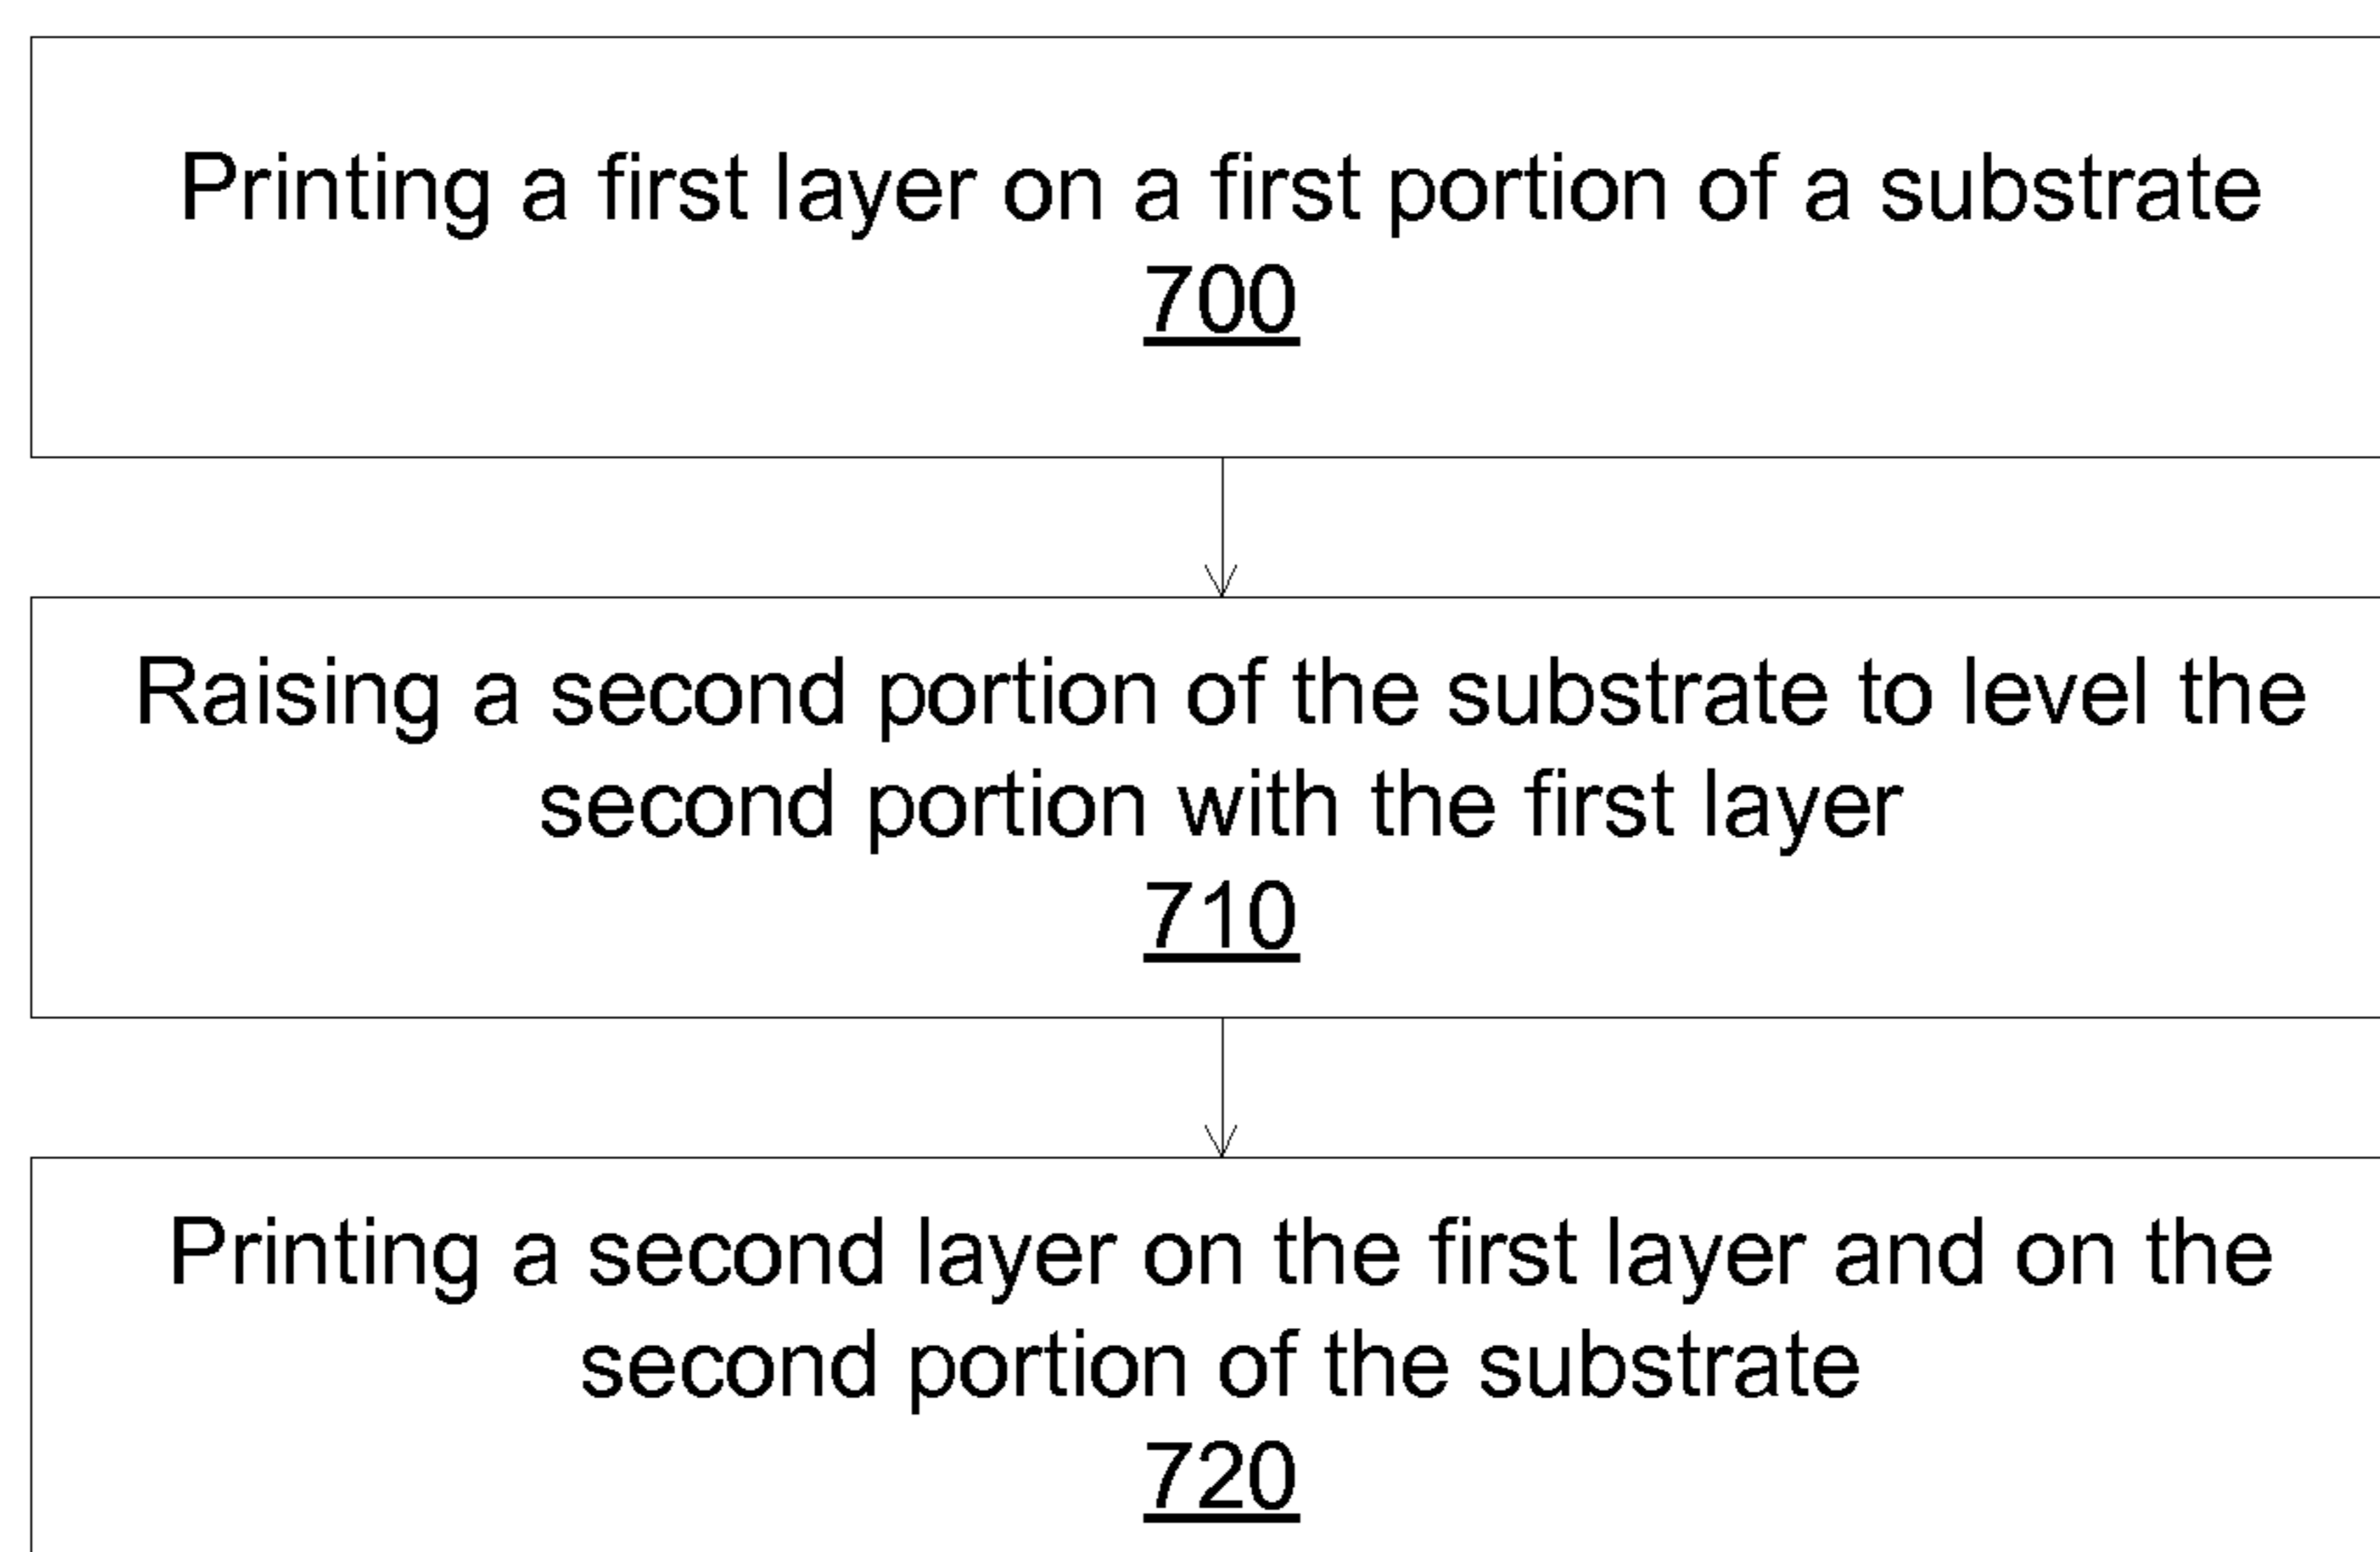 Printing a first layer on a first portion of a substrate
700
Raising a second portion of the substrate to level the
second portion with the first layer
710
Printing a second layer on the first layer and on the
second portion of the substrate
720